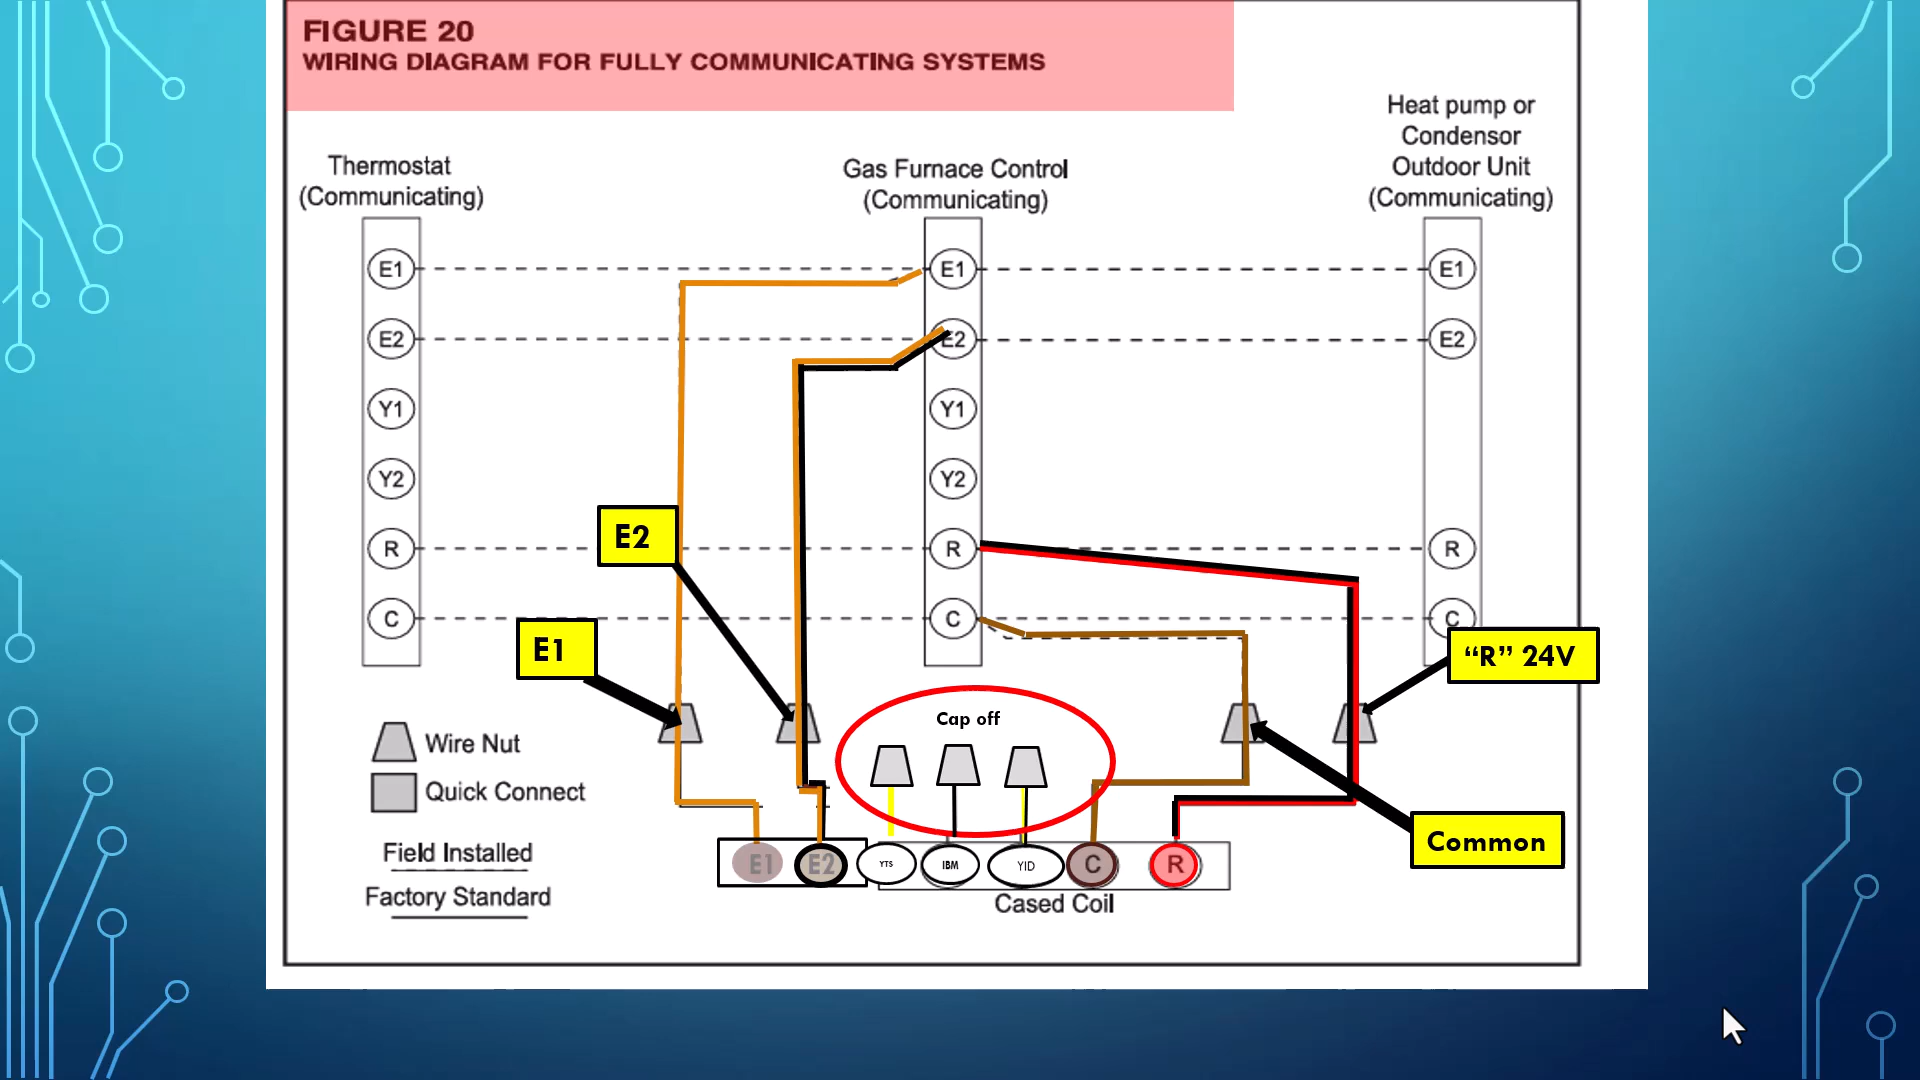 FIGURE 20
WIRING DIAGRAM FOR FULLY COMMUNICATING SYSTEMS
Heat pump or
Condensor
Outdoor Unit
(Communicating)
Thermostat
(Communicating)
Gas Furnace Control
(Communicating)
E1
E1
E1
E2
E2
E2
Y1
Y1
Y2
Y2
E2
R
R
R
C
C
C
E1
“R” 24V
Cap off
Wire Nut
Quick Connect
Common
Field Installed
Factory Standard
E1
E2
YTS
IBM
YID
C
R
Cased Coil